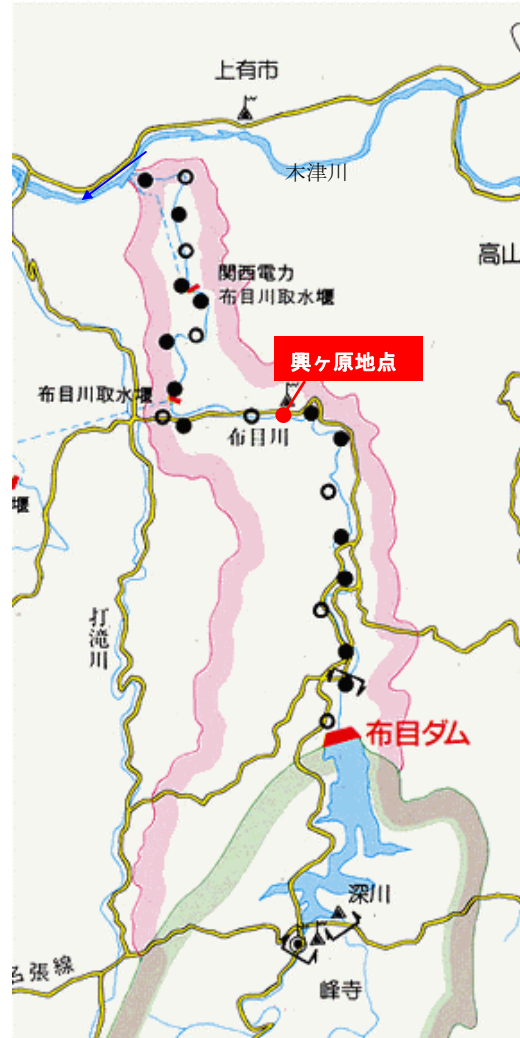 上有市
木津川
高山
関西電力
布目川取水堰
興ヶ原地点
布目川取水堰
布目川
堰
打滝川
布目ダム
深川
名張線
峰寺